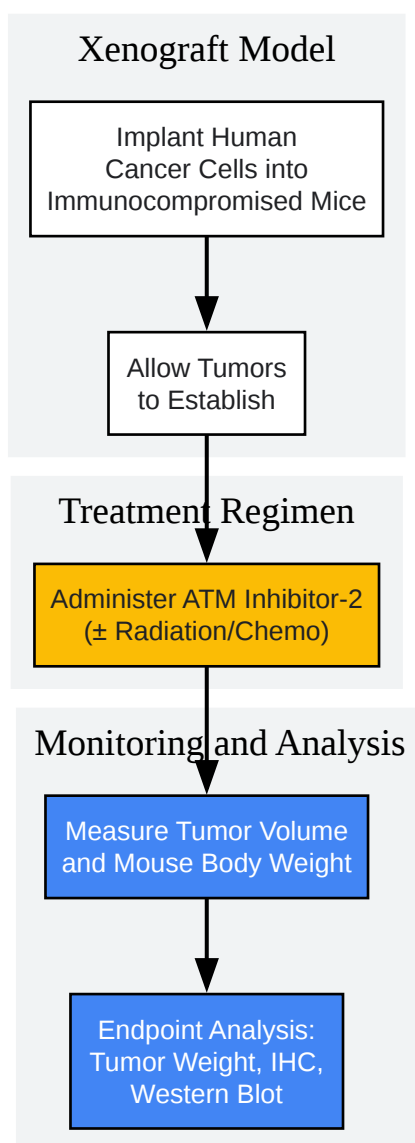 Xenograft Model
Implant Human
Cancer Cells into
Immunocompromised Mice
Allow Tumors
to Establish
Treatment Regimen
Administer ATM Inhibitor-2
(± Radiation/Chemo)
Monitoring and Analysis
Measure Tumor Volume
and Mouse Body Weight
Endpoint Analysis:
Tumor Weight, IHC,
Western Blot